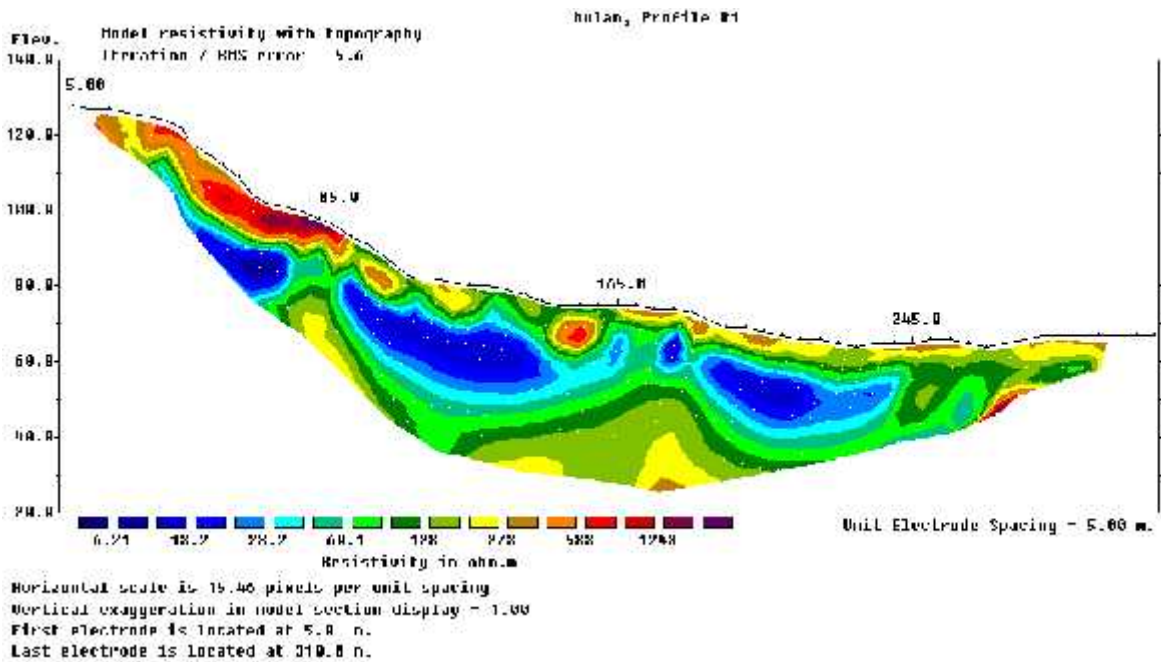 Profile #1
Elev.
Model resistivity with topography
Iteration / RMS error 5.6
140.0
5.00
120.0
100.0
85.0
80.0
165.0
245.0
60.0
40.0
20.0
Unit Electrode Spacing = 5.00 m.
Resistivity in ohm.m
Horizontal scale is 15.46 pixels per unit spacing
Vertical exaggeration in model section display = 1.00
First electrode is located at 5.0 m.
Last electrode is located at 310.0 m.